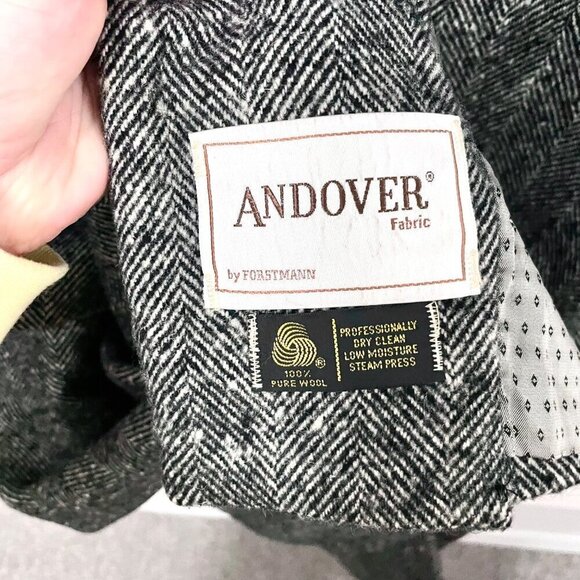 ANDOVER®
Fabric
by FORSTMANN
®
100%
PURE WOOL
PROFESSIONALLY
DRY CLEAN
LOW MOISTURE
STEAM PRESS